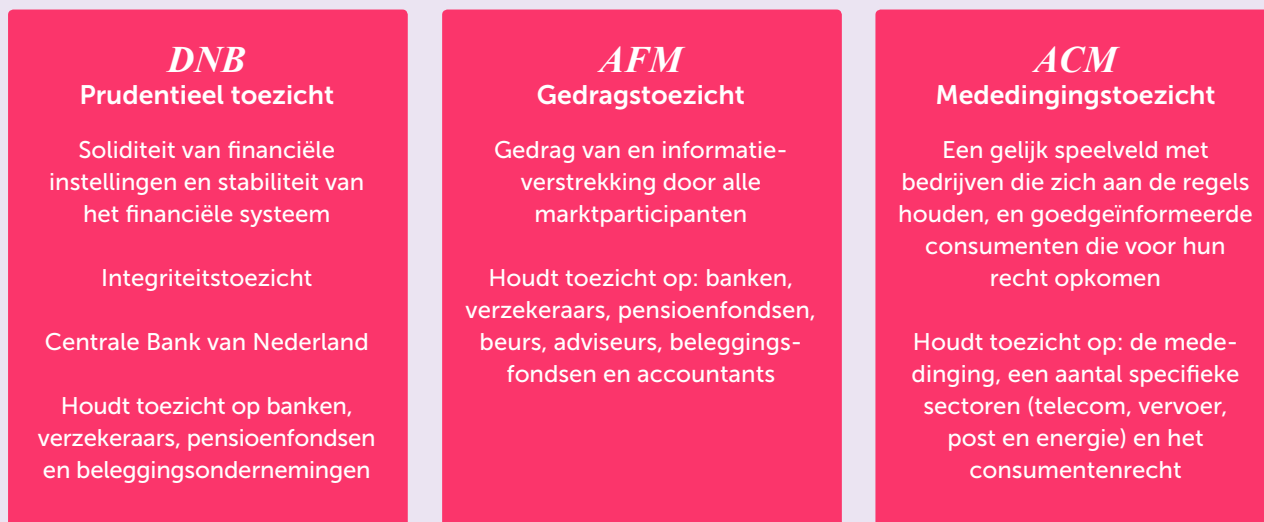 DNB
Prudentieel toezicht
Soliditeit van financiële
instellingen en stabiliteit van
het financiële systeem
Integriteitstoezicht
Centrale Bank van Nederland
Houdt toezicht op banken,
verzekeraars, pensioenfondsen
en beleggingsondernemingen
AFM
Gedragstoezicht
Gedrag van en informatie-
verstrekking door alle
marktparticipanten
Houdt toezicht op: banken,
verzekeraars, pensioenfondsen,
beurs, adviseurs, beleggings-
fondsen en accountants
ACM
Mededingingstoezicht
Een gelijk speelveld met
bedrijven die zich aan de regels
houden, en goedgeïnformeerde
consumenten die voor hun
recht opkomen
Houdt toezicht op: de mede-
dinging, een aantal specifieke
sectoren (telecom, vervoer,
post en energie) en het
consumentenrecht